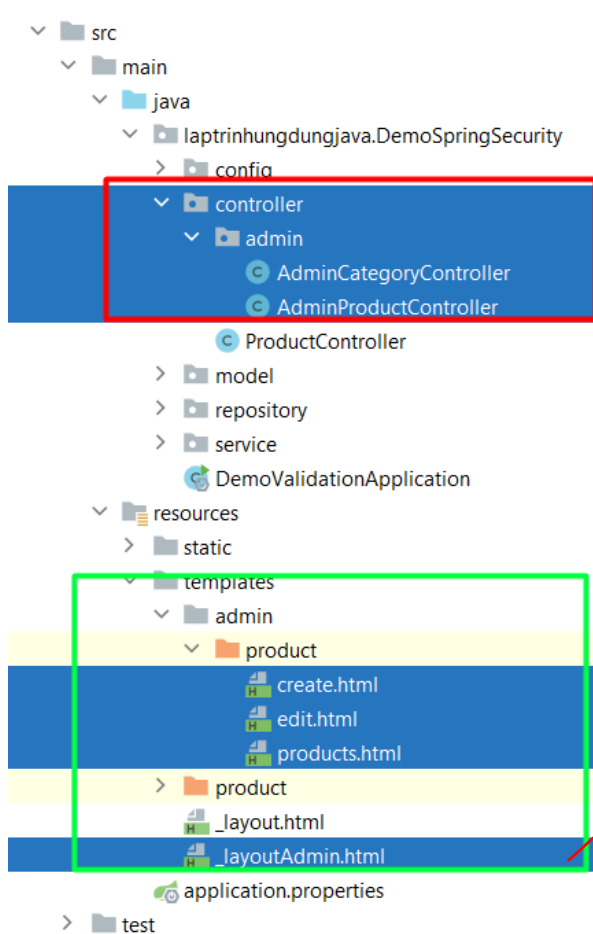 src
main
java
laptrinhungdungjava.DemoSpringSecurity
config
controller
admin
C AdminCategoryController
C AdminProductController
C ProductController
model
repository
service
C DemoValidationApplication
resources
static
templates
admin
product
H create.html
H edit.html
H products.html
product
H _layout.html
H _layoutAdmin.html
application.properties
test